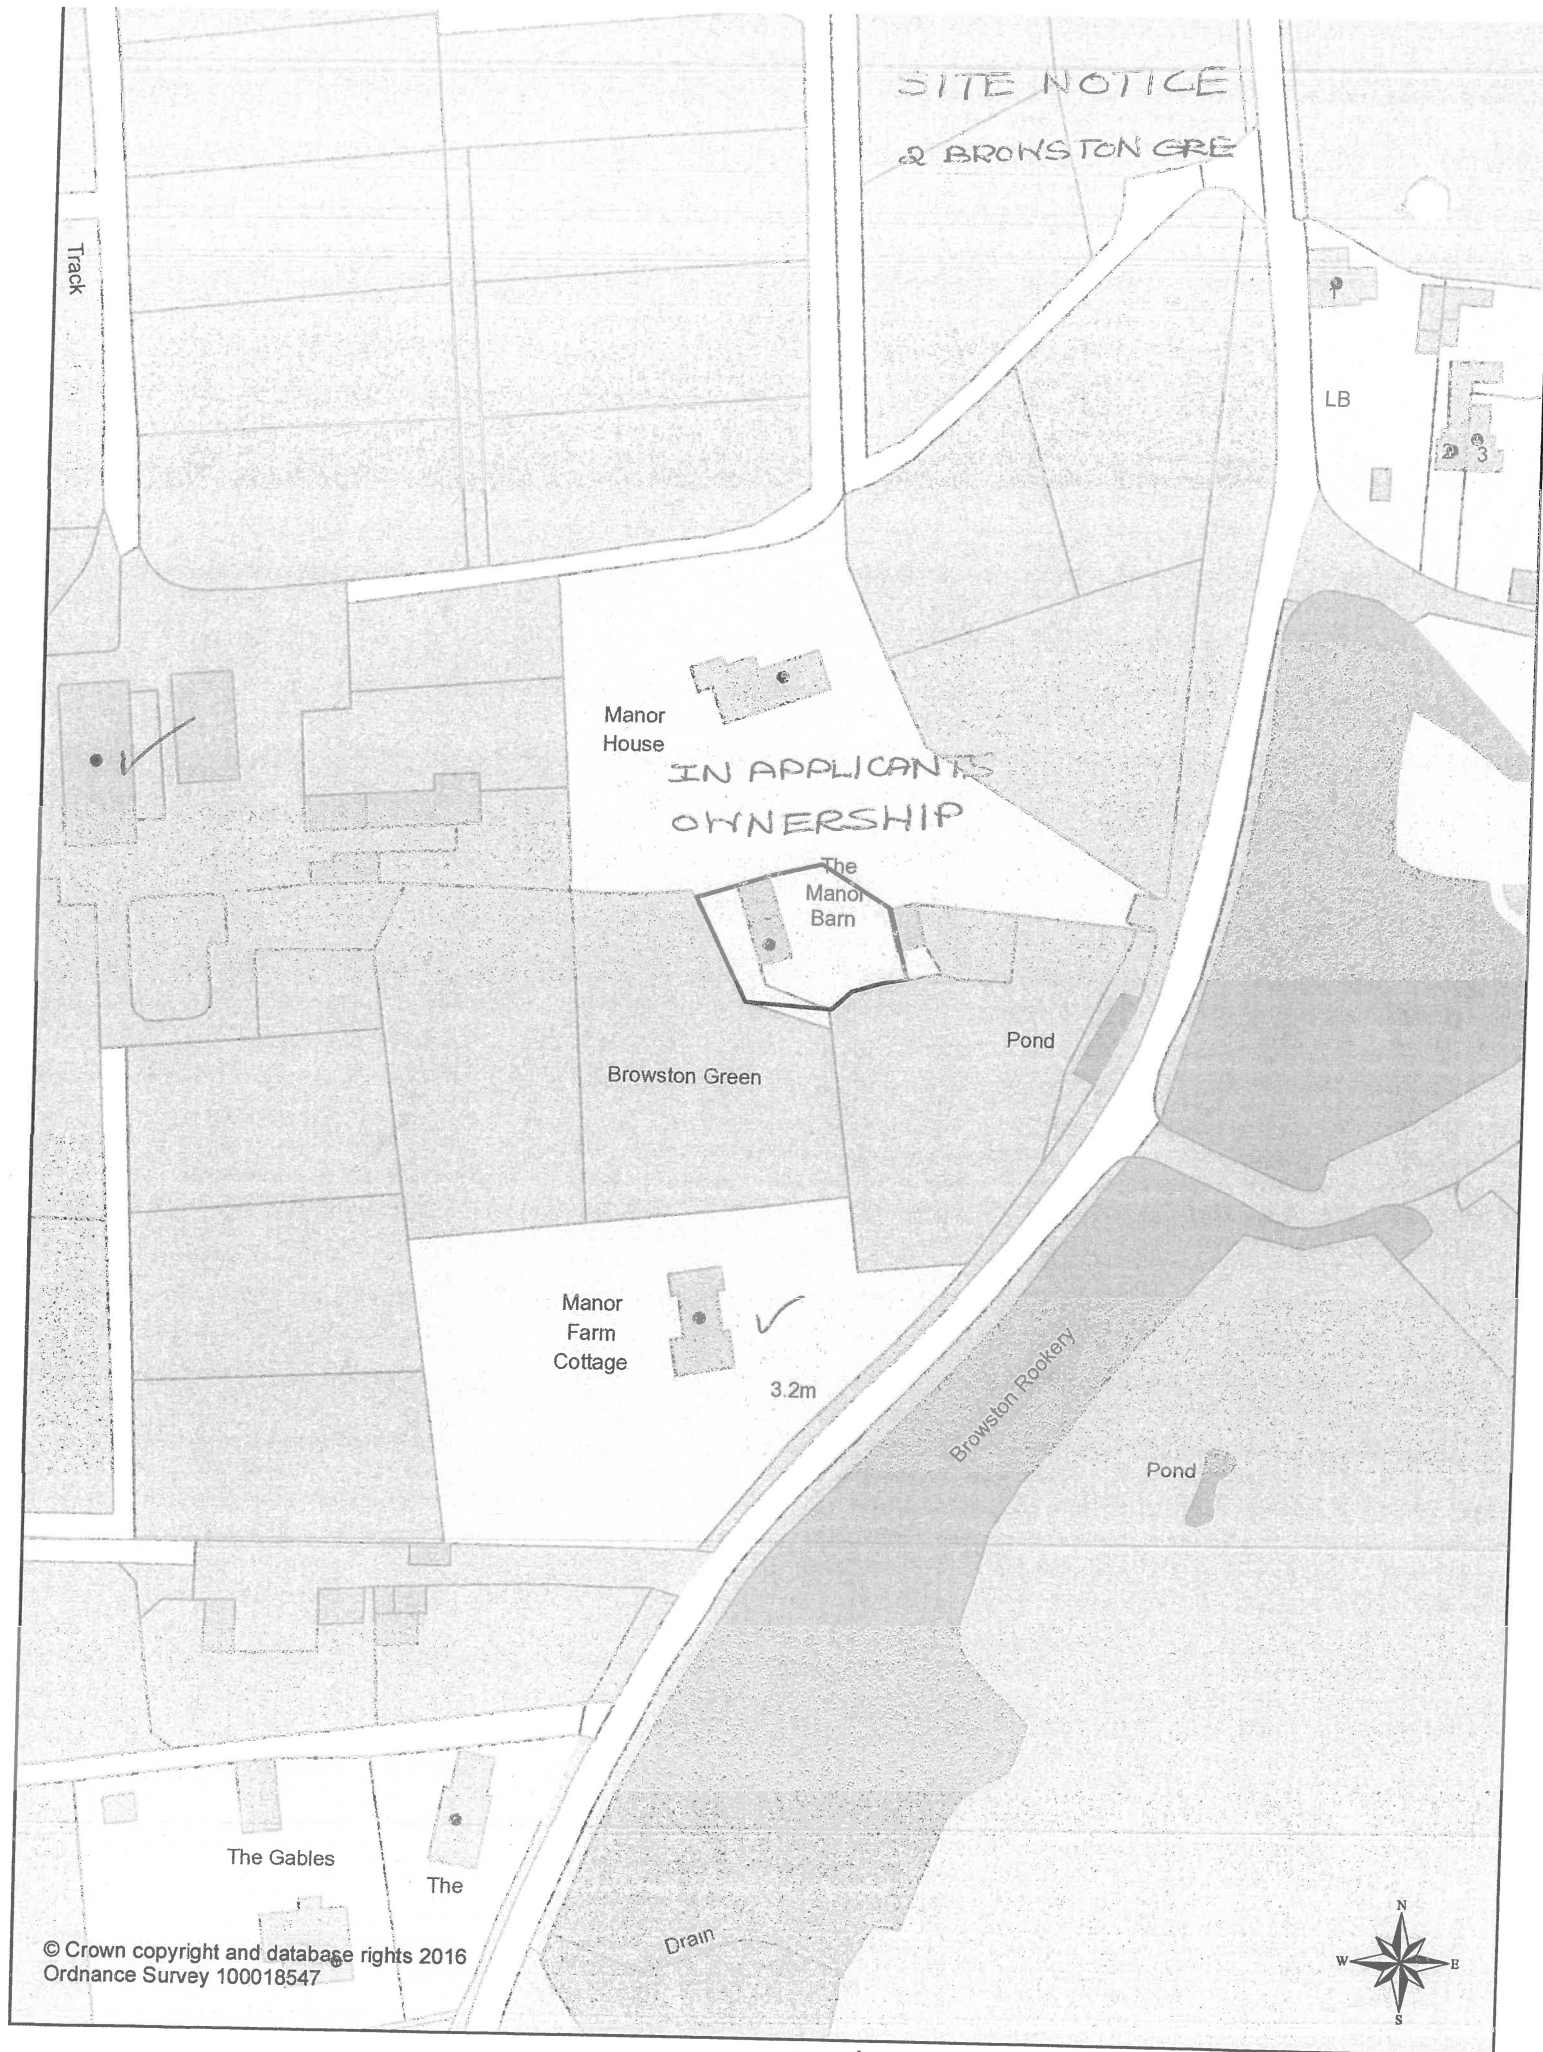 SITE NOTICE
2 BROWSTON GRE
Track
1
LB
2
3
Manor
House
IN APPLICANTS
OWNERSHIP
The
Manor
Barn
Pond
Browston Green
Manor
Farm
Cottage
3.2m
Browston Rookery
Pond
The Gables
The
Drain
© Crown copyright and database rights 2016
Ordnance Survey 100018547
N
W
E
S